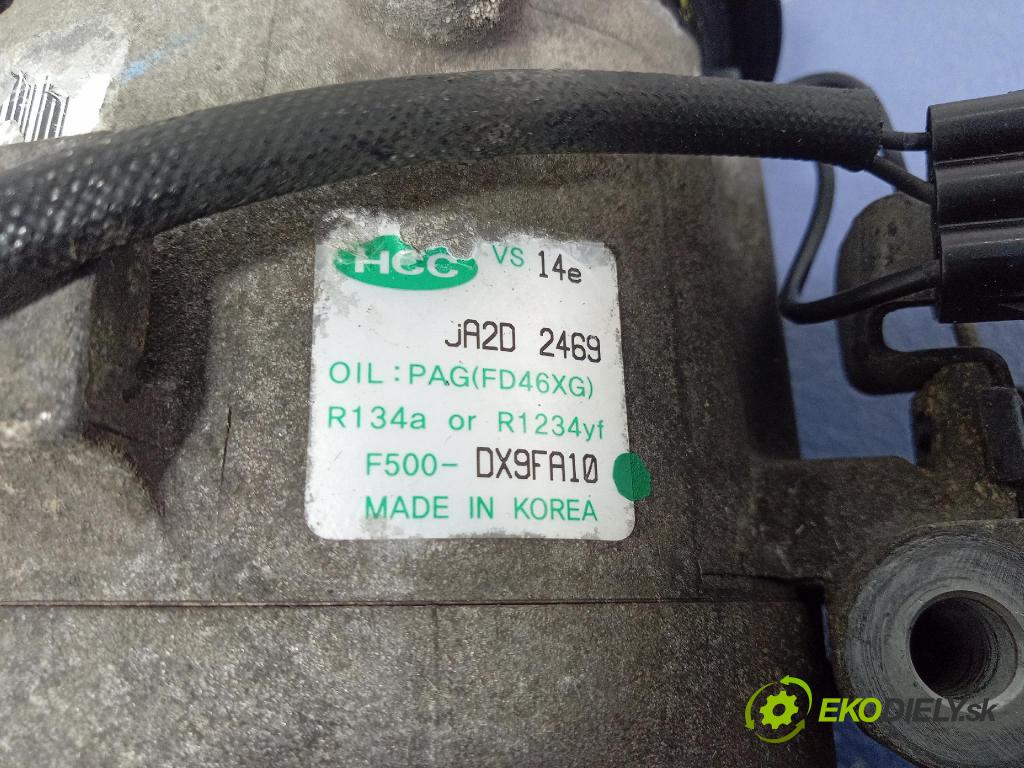 HCC VS 14e
jA2D 2469
OIL : PAG(FD46XG)
R134a or R1234yf
F500- DX9FA10
MADE IN KOREA
EKODIELY.sk